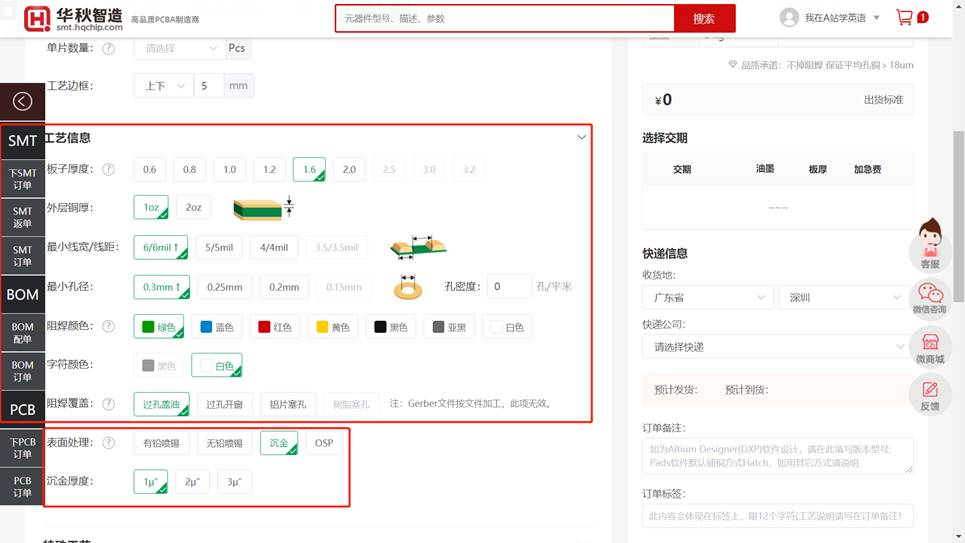 华秋智造
smt.hqchip.com
高品质PCBA制造商
元器件型号、描述、参数
搜索
我在A站学英语
1
单片数量: ? 请选择 Pcs
工艺边框: 上下 5 mm
SMT
下SMT
订单
SMT
返单
SMT
订单
BOM
BOM
配单
BOM
订单
PCB
下PCB
订单
PCB
订单
工艺信息
板子厚度: ? 0.6 0.8 1.0 1.2 1.6 2.0 2.5 3.0 3.2
外层铜厚: 1oz 2oz
最小线宽/线距: 6/6mil↑ 5/5mil 4/4mil 3.5/3.5mil
最小孔径: 0.3mm↑ 0.25mm 0.2mm 0.15mm 孔密度: 0 孔/平米
阻焊颜色: ? 绿色 蓝色 红色 黄色 黑色 亚黑 白色
字符颜色: 黑色 白色
阻焊覆盖: ? 过孔盖油 过孔开窗 铝片塞孔 树脂塞孔 注: Gerber文件按文件加工，此项无效。
表面处理: ? 有铅喷锡 无铅喷锡 沉金 OSP
沉金厚度: 1μ" 2μ" 3μ"
品质承诺: 不掉阻焊 保证平均孔铜 > 18um
¥0 出货标准
选择交期
交期 油墨 板厚 加急费
~~~
快递信息
收货地:
广东省 深圳
快递公司:
请选择快递
预计发货: 预计到货:
订单备注:
如为Altium Designer(DXP)软件设计，请在此填写版本型号;
Pads软件默认铺铜方式Hatch，如用其它方式请说明
订单标签:
此内容会体现在标签上，限12个字符(工艺说明请写在订单备注!
客服
微信咨询
微商城
反馈